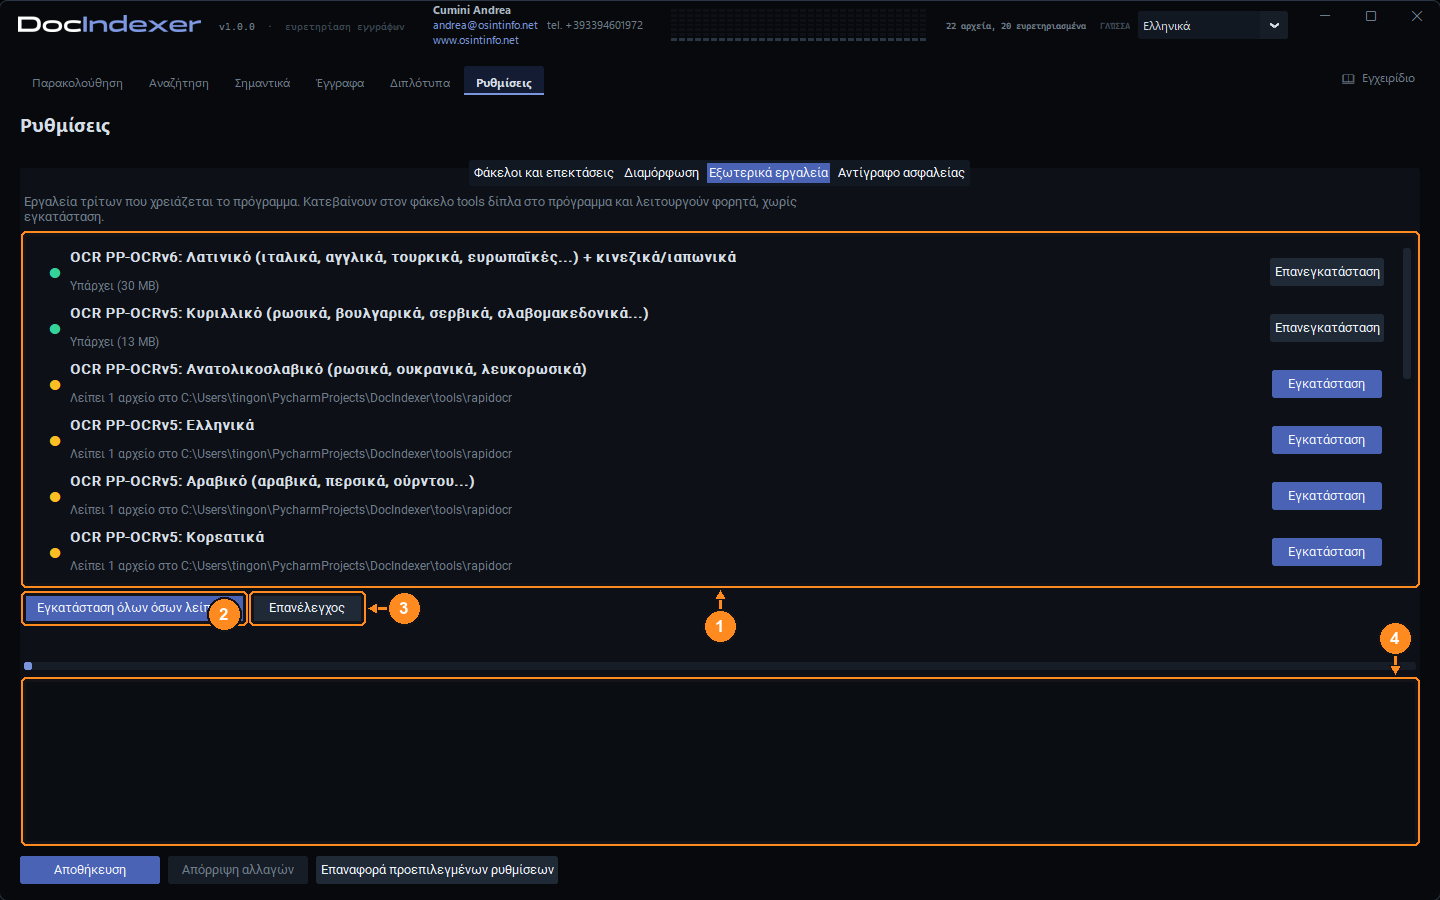 DocIndexer v1.0.0 · ευρετηρίαση εγγράφων
Cumini Andrea
andrea@osintinfo.net tel. +393394601972
www.osintinfo.net
22 αρχεία, 20 ευρετηριασμένα ΓΛΏΣΣΑ Ελληνικά
Παρακολούθηση Αναζήτηση Σημαντικά Έγγραφα Διπλότυπα Ρυθμίσεις Εγχειρίδιο
Ρυθμίσεις
Φάκελοι και επεκτάσεις Διαμόρφωση Εξωτερικά εργαλεία Αντίγραφο ασφαλείας
Εργαλεία τρίτων που χρειάζεται το πρόγραμμα. Κατεβαίνουν στον φάκελο tools δίπλα στο πρόγραμμα και λειτουργούν φορητά, χωρίς
εγκατάσταση.
OCR PP-OCRv6: Λατινικό (ιταλικά, αγγλικά, τουρκικά, ευρωπαϊκές...) + κινεζικά/ιαπωνικά
Υπάρχει (30 MB)
Επανεγκατάσταση
OCR PP-OCRv5: Κυριλλικό (ρωσικά, βουλγαρικά, σερβικά, σλαβομακεδονικά...)
Υπάρχει (13 MB)
Επανεγκατάσταση
OCR PP-OCRv5: Ανατολικοσλαβικό (ρωσικά, ουκρανικά, λευκορωσικά)
Λείπει 1 αρχείο στο C:\Users\tingon\PycharmProjects\DocIndexer\tools\rapidocr
Εγκατάσταση
OCR PP-OCRv5: Ελληνικά
Λείπει 1 αρχείο στο C:\Users\tingon\PycharmProjects\DocIndexer\tools\rapidocr
Εγκατάσταση
OCR PP-OCRv5: Αραβικό (αραβικά, περσικά, ούρντου...)
Λείπει 1 αρχείο στο C:\Users\tingon\PycharmProjects\DocIndexer\tools\rapidocr
Εγκατάσταση
OCR PP-OCRv5: Κορεατικά
Λείπει 1 αρχείο στο C:\Users\tingon\PycharmProjects\DocIndexer\tools\rapidocr
Εγκατάσταση
Εγκατάσταση όλων όσων 2 Επανέλεγχος 3 1
4
Αποθήκευση Απόρριψη αλλαγών Επαναφορά προεπιλεγμένων ρυθμίσεων